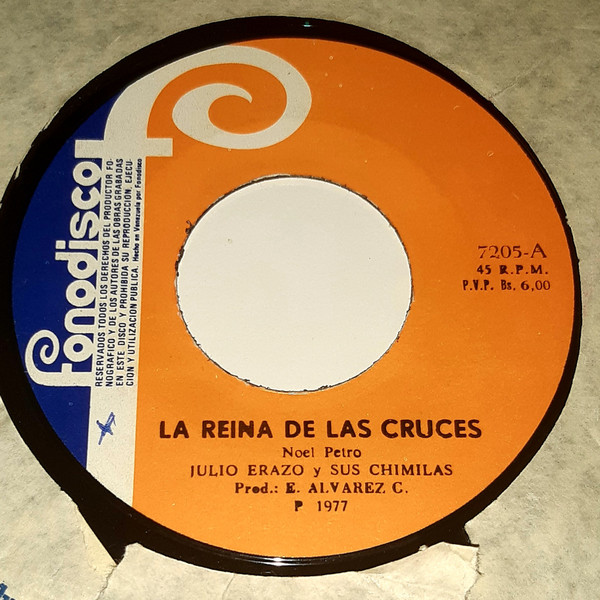 fonodisco
RESERVADOS TODOS LOS DERECHOS DEL PRODUCTOR FO-
NOGRAFICO Y DE LOS AUTORES DE LAS OBRAS GRABADAS
EN ESTE DISCO Y PROHIBIDA SU REPRODUCCION, EJECU-
CION Y UTILIZACION PUBLICA. Hecho en Venezuela por Fonodisco
7205-A
45 R.P.M.
P.V.P. Bs. 6,00
LA REINA DE LAS CRUCES
Noel Petro
JULIO ERAZO y SUS CHIMILAS
Prod.: E. ALVAREZ C.
P 1977